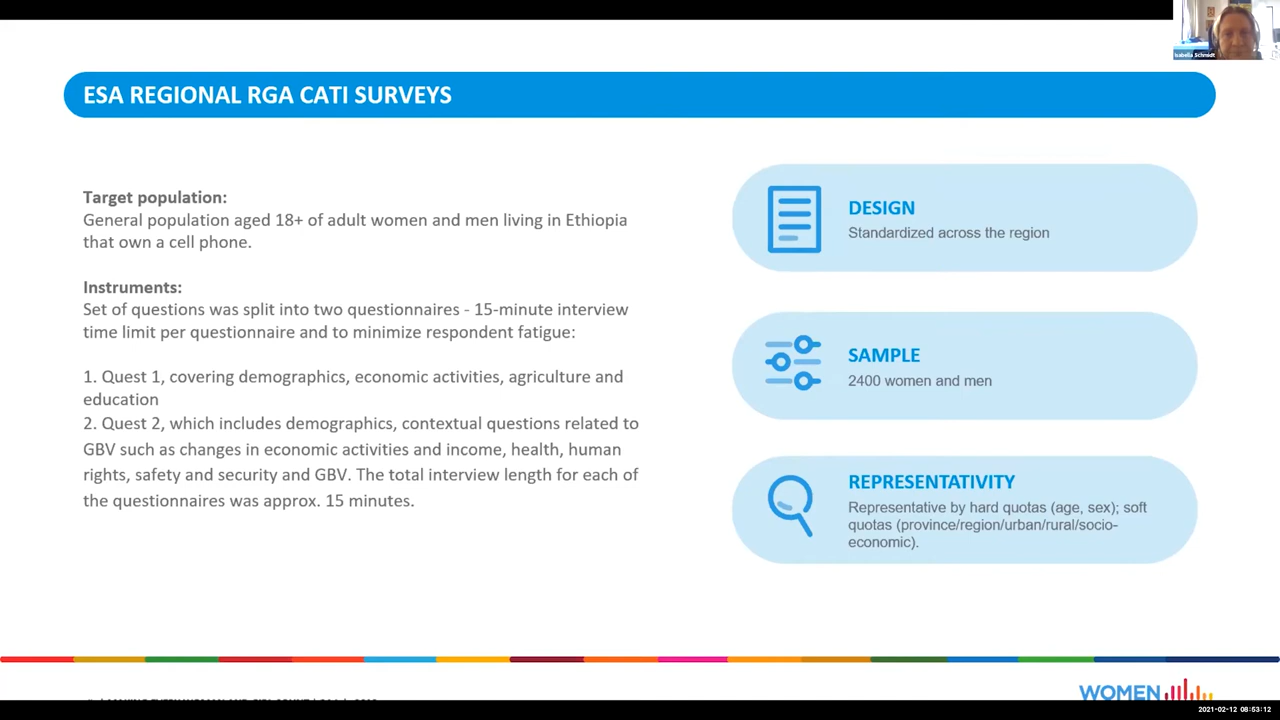 Isabella Schmidt
ESA REGIONAL RGA CATI SURVEYS
Target population:
General population aged 18+ of adult women and men living in Ethiopia
that own a cell phone.
Instruments:
Set of questions was split into two questionnaires - 15-minute interview
time limit per questionnaire and to minimize respondent fatigue:
1. Quest 1, covering demographics, economic activities, agriculture and
education
2. Quest 2, which includes demographics, contextual questions related to
GBV such as changes in economic activities and income, health, human
rights, safety and security and GBV. The total interview length for each of
the questionnaires was approx. 15 minutes.
DESIGN
Standardized across the region
SAMPLE
2400 women and men
REPRESENTATIVITY
Representative by hard quotas (age, sex); soft
quotas (province/region/urban/rural/socio-
economic).
WOMEN
2021-02-12 08:53:12